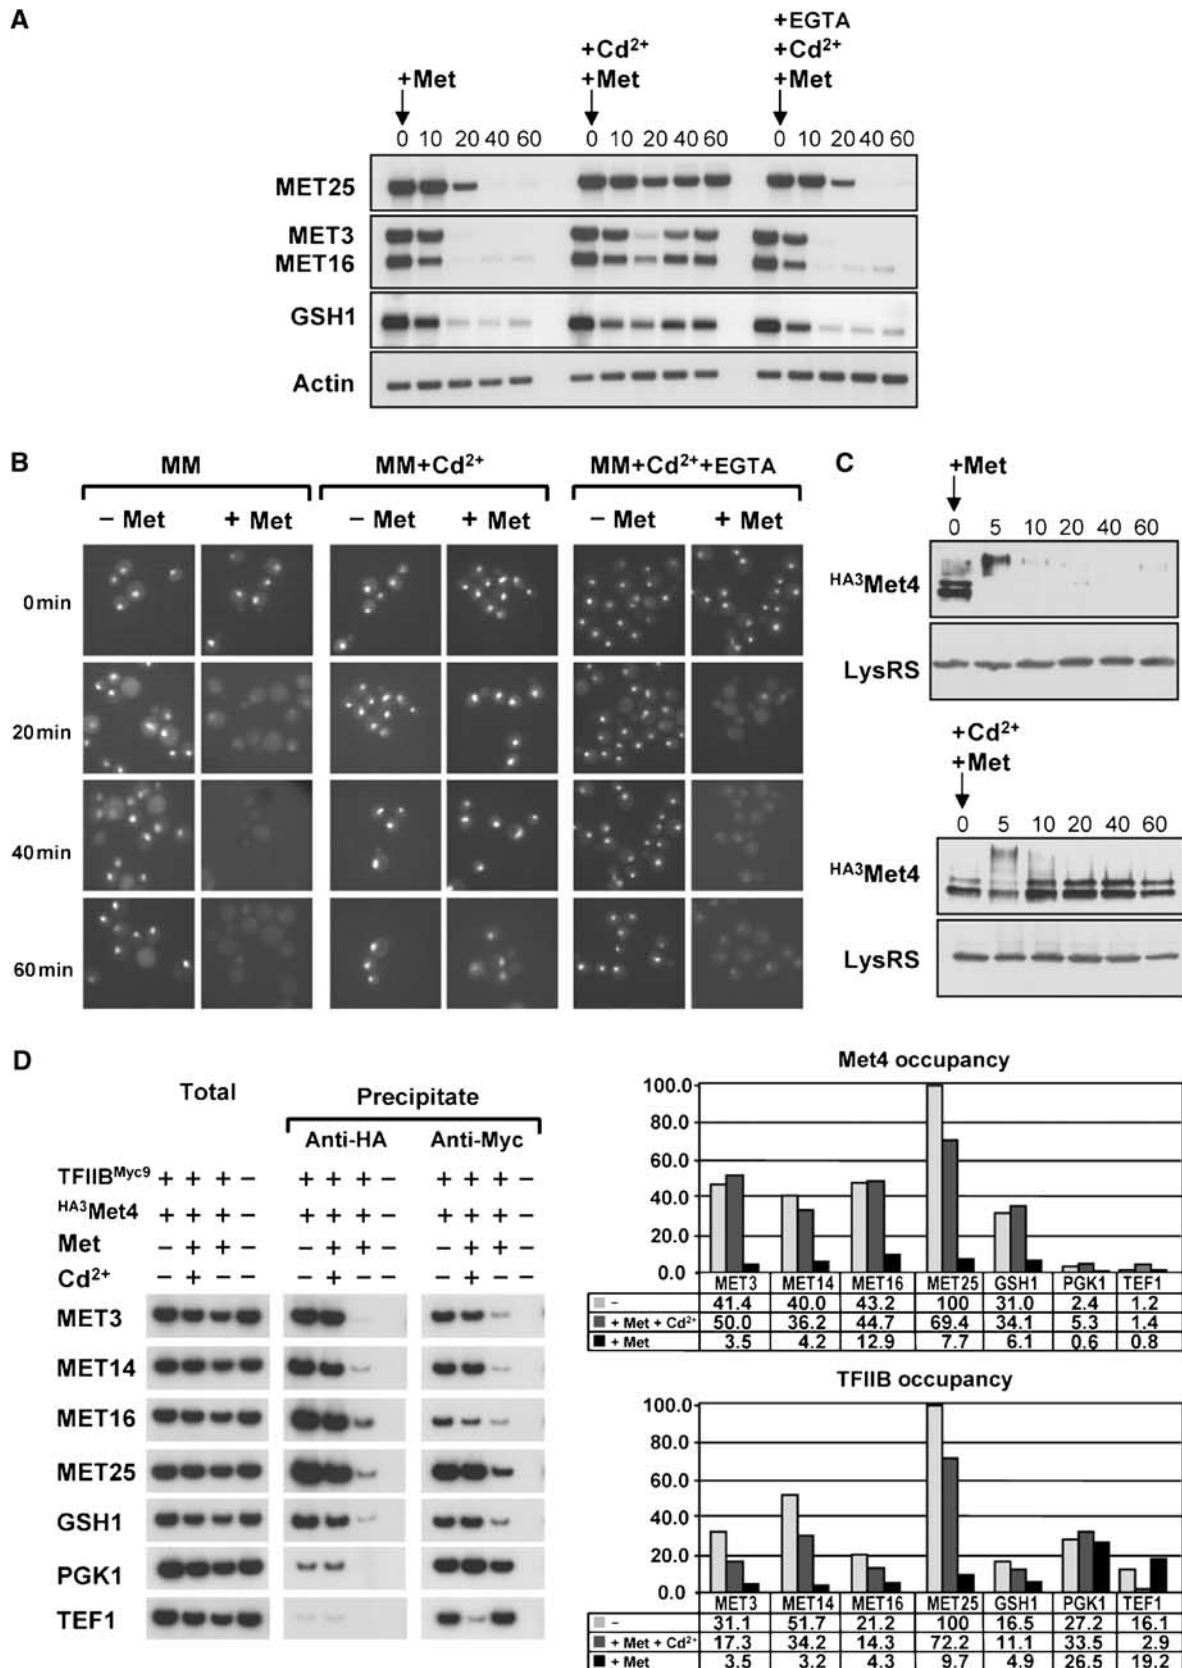 A
+Met
0 10 20 40 60
+Cd²⁺
+Met
0 10 20 40 60
+EGTA
+Cd²⁺
+Met
0 10 20 40 60
MET25
MET3
MET16
GSH1
Actin
B
MM
MM+Cd²⁺
MM+Cd²⁺+EGTA
− Met
+ Met
− Met
+ Met
− Met
+ Met
0 min
20 min
40 min
60 min
C
+Met
0 5 10 20 40 60
HA3Met4
LysRS
+Cd²⁺
+Met
0 5 10 20 40 60
HA3Met4
LysRS
D
Total
Precipitate
Anti-HA
Anti-Myc
TFIIBMyc9 + + + − + + + − + + + −
HA3Met4 + + + − + + + − + + + −
Met − + + − − + + − − + + −
Cd²⁺ − + − − − + − − − + − −
MET3
MET14
MET16
MET25
GSH1
PGK1
TEF1
Met4 occupancy
100.0
80.0
60.0
40.0
20.0
0.0
MET3 MET14 MET16 MET25 GSH1 PGK1 TEF1
− 41.4 40.0 43.2 100 31.0 2.4 1.2
+ Met + Cd²⁺ 50.0 36.2 44.7 69.4 34.1 5.3 1.4
+ Met 3.5 4.2 12.9 7.7 6.1 0.6 0.8
TFIIB occupancy
100.0
80.0
60.0
40.0
20.0
0.0
MET3 MET14 MET16 MET25 GSH1 PGK1 TEF1
− 31.1 51.7 21.2 100 16.5 27.2 16.1
+ Met + Cd²⁺ 17.3 34.2 14.3 72.2 11.1 33.5 2.9
+ Met 3.5 3.2 4.3 9.7 4.9 26.5 19.2